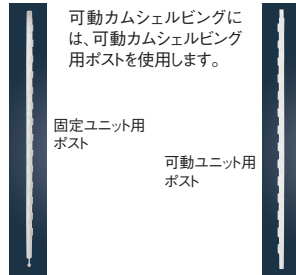 可動カムシェルビングに
は、可動カムシェルビング
用ポストを使用します。
固定ユニット用
ポスト
可動ユニット用
ポスト